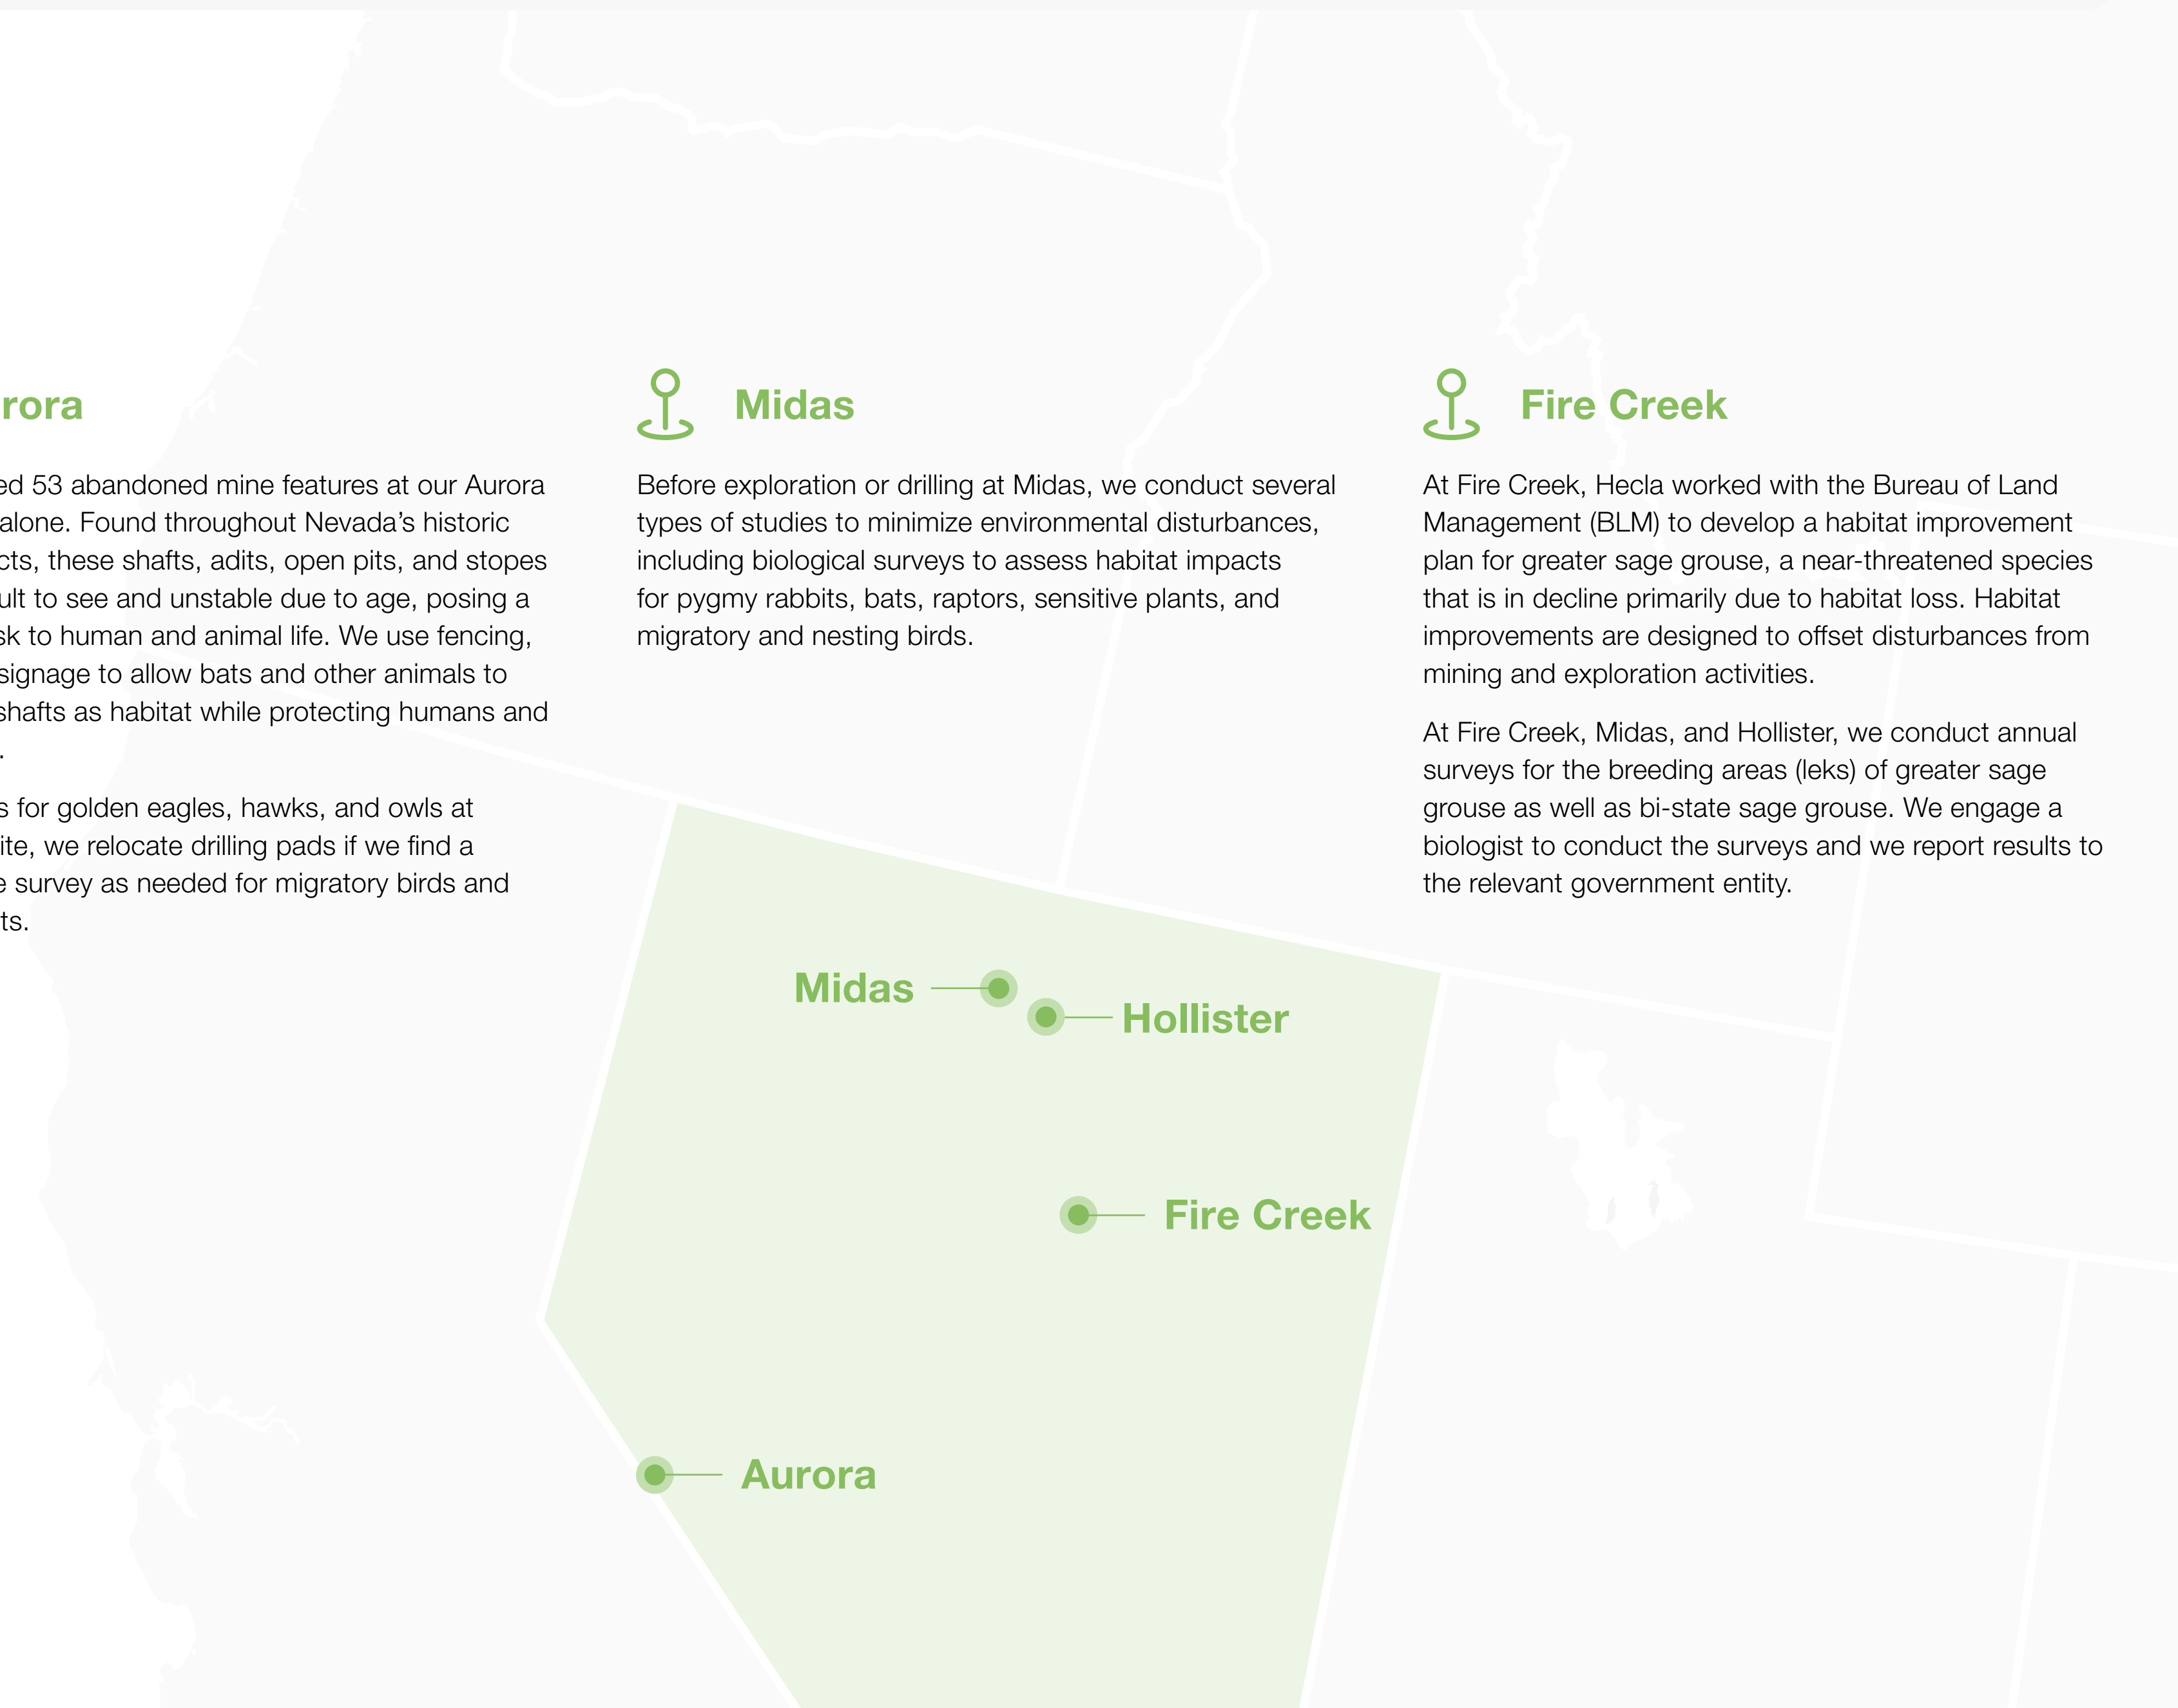 rora
ed 53 abandoned mine features at our Aurora
alone. Found throughout Nevada’s historic
cts, these shafts, adits, open pits, and stopes
ult to see and unstable due to age, posing a
sk to human and animal life. We use fencing,
signage to allow bats and other animals to
shafts as habitat while protecting humans and
.
s for golden eagles, hawks, and owls at
ite, we relocate drilling pads if we find a
e survey as needed for migratory birds and
ts.
Midas
Before exploration or drilling at Midas, we conduct several
types of studies to minimize environmental disturbances,
including biological surveys to assess habitat impacts
for pygmy rabbits, bats, raptors, sensitive plants, and
migratory and nesting birds.
Fire Creek
At Fire Creek, Hecla worked with the Bureau of Land
Management (BLM) to develop a habitat improvement
plan for greater sage grouse, a near-threatened species
that is in decline primarily due to habitat loss. Habitat
improvements are designed to offset disturbances from
mining and exploration activities.
At Fire Creek, Midas, and Hollister, we conduct annual
surveys for the breeding areas (leks) of greater sage
grouse as well as bi-state sage grouse. We engage a
biologist to conduct the surveys and we report results to
the relevant government entity.
Midas
Hollister
Fire Creek
Aurora